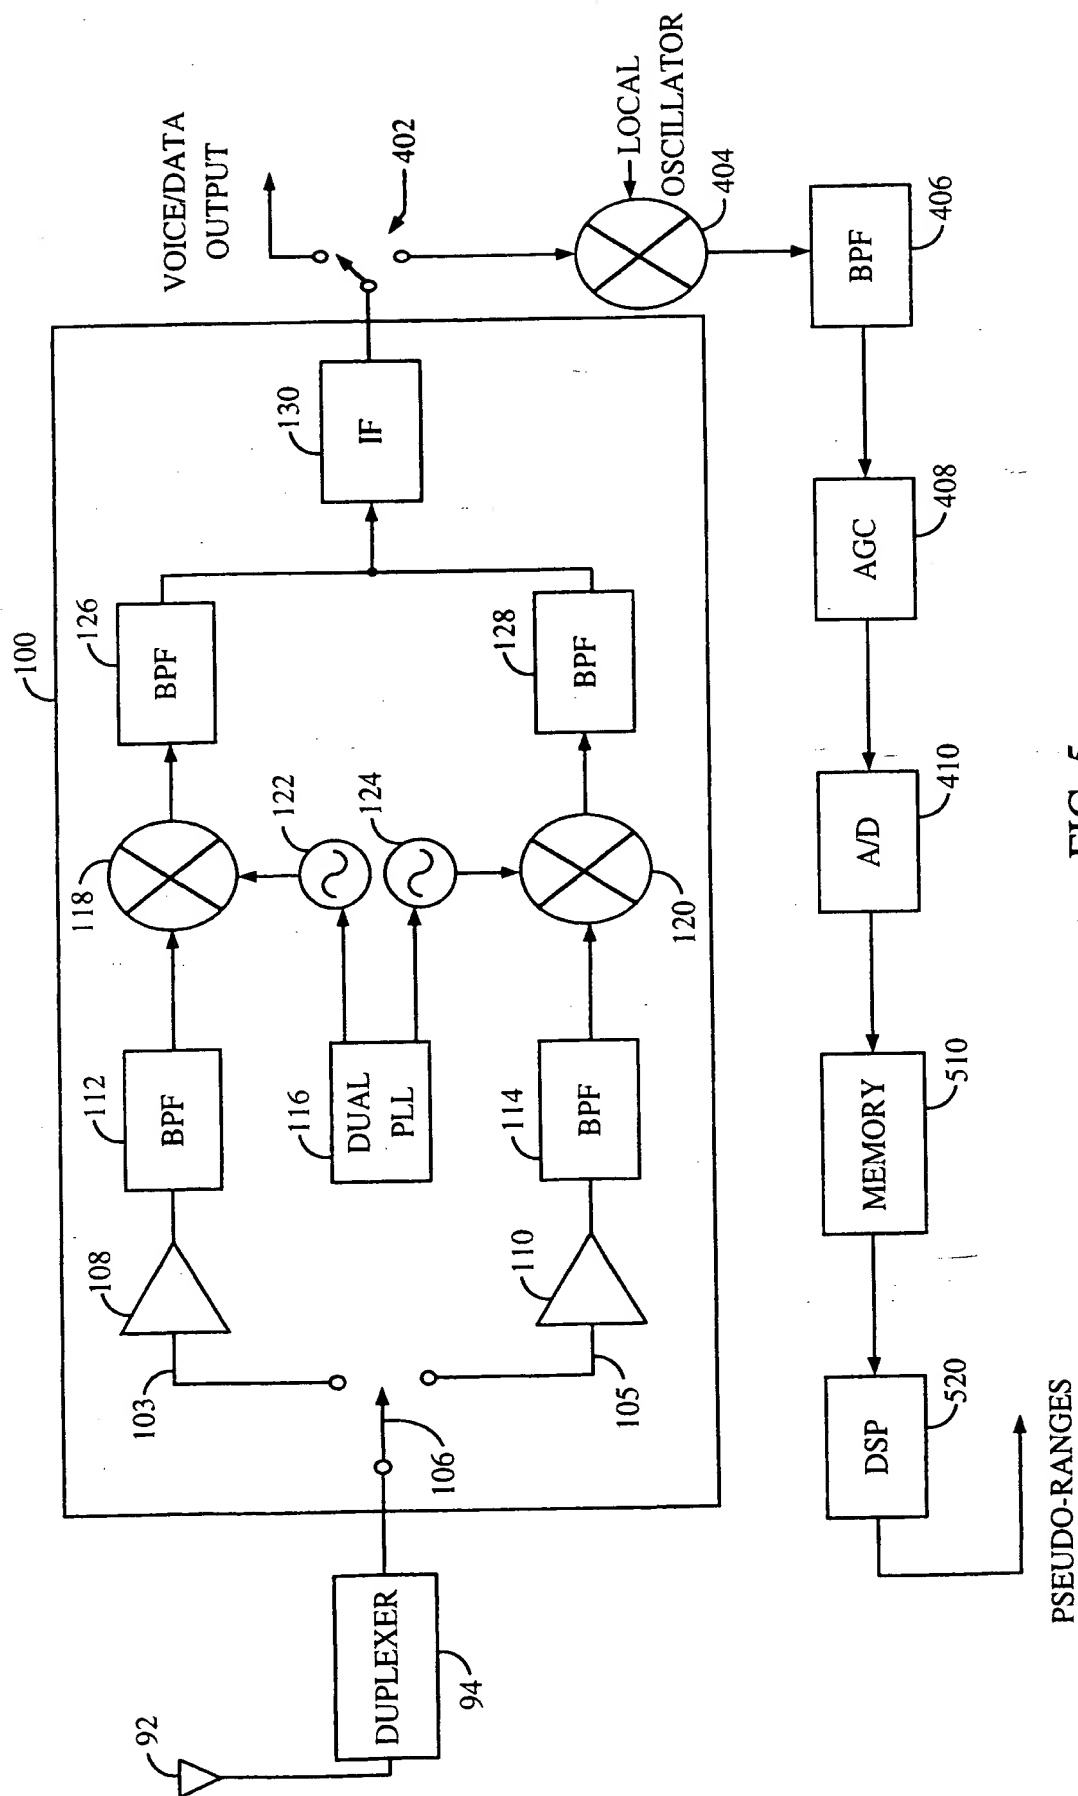 100
VOICE/DATA
OUTPUT
402
LOCAL
OSCILLATOR
404
92
DUPLEXER
94
103
108
112
BPF
118
126
BPF
130
IF
106
116
DUAL
PLL
122
124
105
110
114
BPF
120
128
BPF
PSEUDO-RANGES
DSP
520
MEMORY
510
A/D
410
AGC
408
BPF
406
FIG. 5